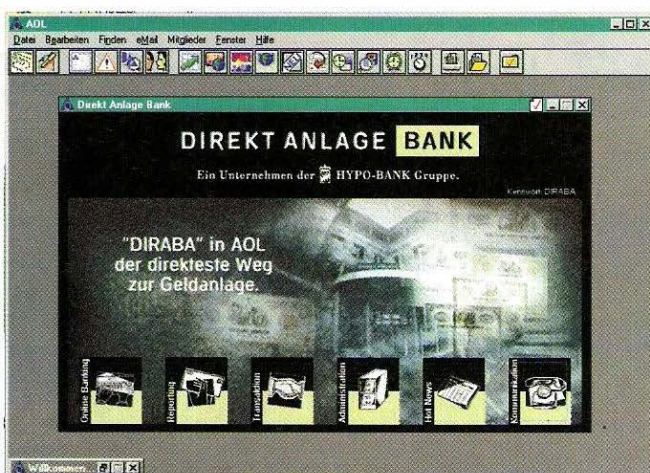 AOL
Datei Bearbeiten Finden eMail Mitglieder Fenster Hilfe
Direkt Anlage Bank
DIREKT ANLAGE BANK
Ein Unternehmen der HYPO-BANK Gruppe.
Kennwort: DIRABA
"DIRABA" in AOL
der direkteste Weg
zur Geldanlage.
Online Banking
Reporting
Transaktion
Administration
Hot News
Kommunikation
Willkommen...